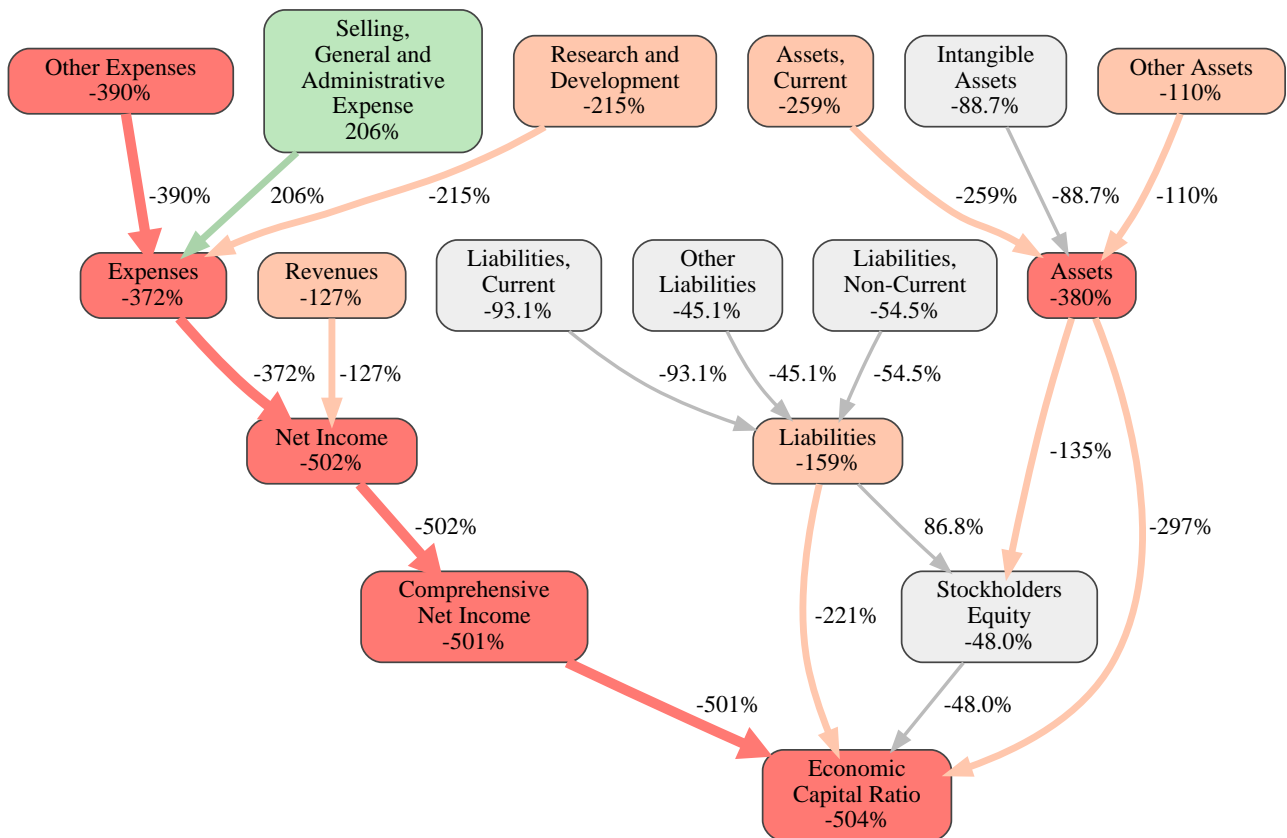 Other Expenses
-390%
Selling,
General and
Administrative
Expense
206%
Research and
Development
-215%
Assets,
Current
-259%
Intangible
Assets
-88.7%
Other Assets
-110%
-390%
206%
-215%
-259%
-88.7%
-110%
Expenses
-372%
Revenues
-127%
Liabilities,
Current
-93.1%
Other
Liabilities
-45.1%
Liabilities,
Non-Current
-54.5%
Assets
-380%
-372%
-127%
-93.1%
-45.1%
-54.5%
Net Income
-502%
Liabilities
-159%
-135%
-502%
86.8%
-297%
Comprehensive
Net Income
-501%
-221%
Stockholders
Equity
-48.0%
-501%
-48.0%
Economic
Capital Ratio
-504%